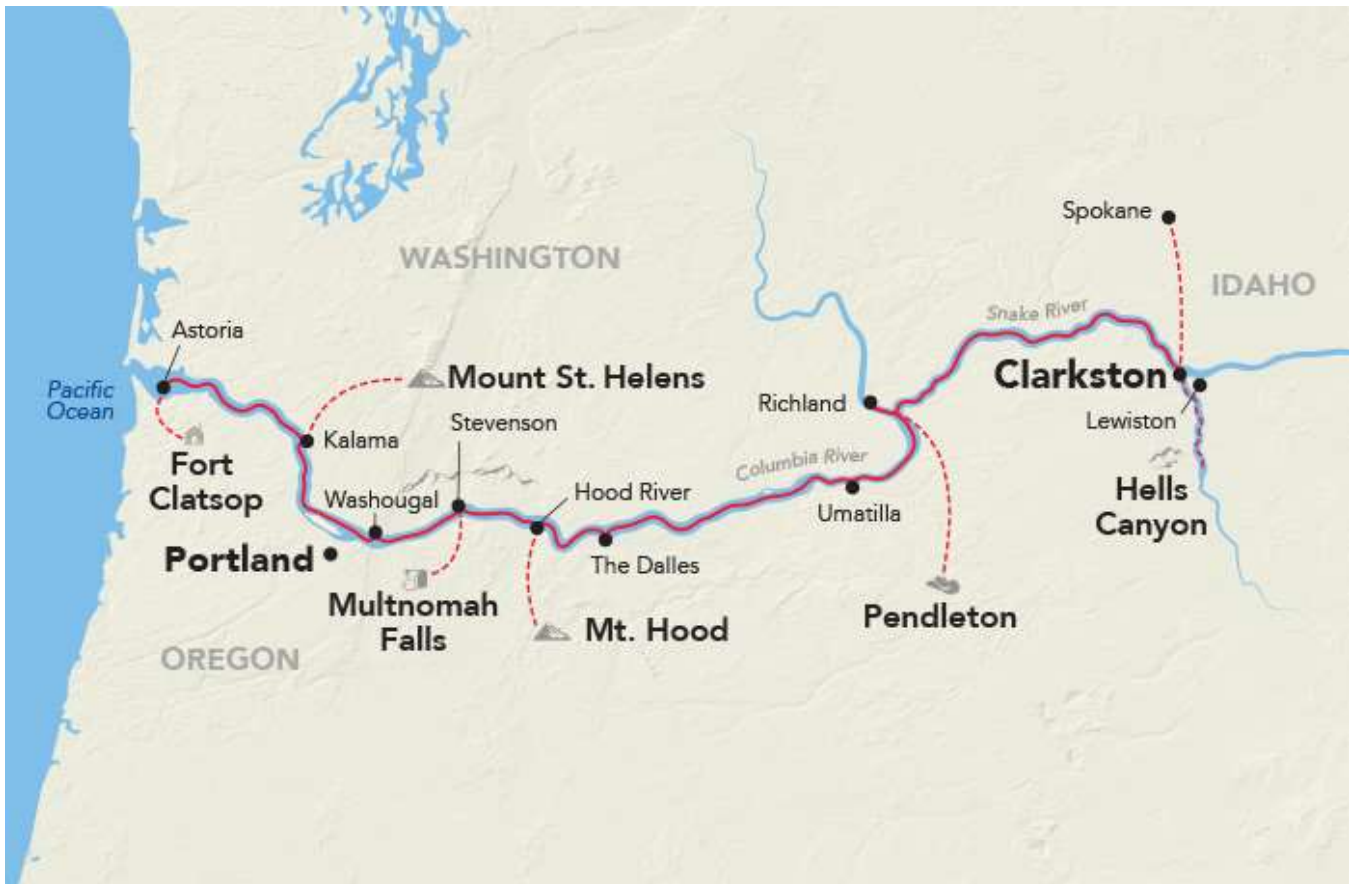 Spokane
WASHINGTON
IDAHO
Snake River
Astoria
Pacific
Ocean
Mount St. Helens
Clarkston
Richland
Lewiston
Stevenson
Kalama
Fort
Clatsop
Columbia River
Washougal
Hood River
Umatilla
Hells
Canyon
Portland
The Dalles
Multnomah
Falls
Mt. Hood
Pendleton
OREGON